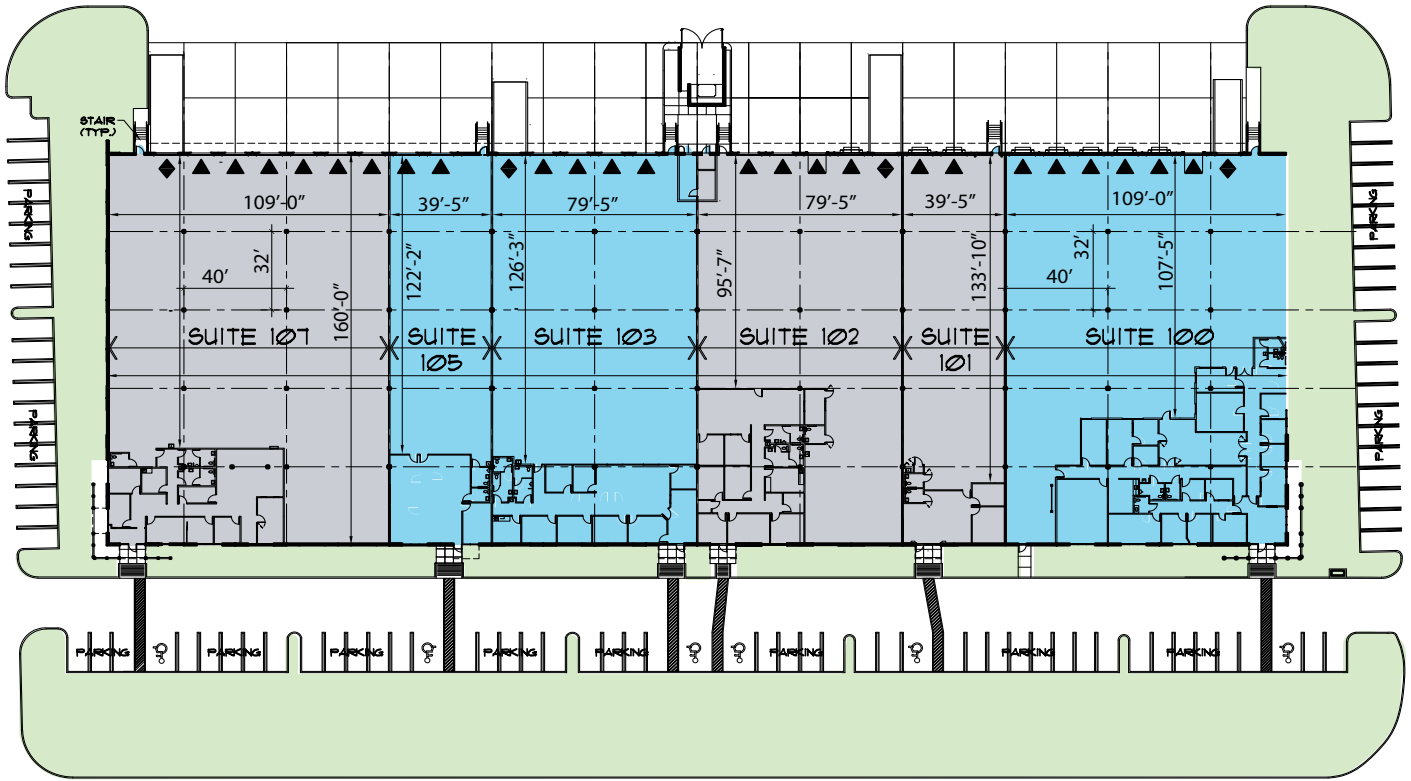 STAIR
(TYP.)
PARKING
PARKING
109'-0"
39'-5"
79'-5"
79'-5"
39'-5"
109'-0"
32'
40'
160'-0"
122'-2"
126'-3"
95'-7"
133'-10"
32'
40'
107'-5"
SUITE 107
SUITE
105
SUITE 103
SUITE 102
SUITE
101
SUITE 100
PARKING
PARKING
PARKING
PARKING
PARKING
PARKING
PARKING
PARKING
PARKING
PARKING